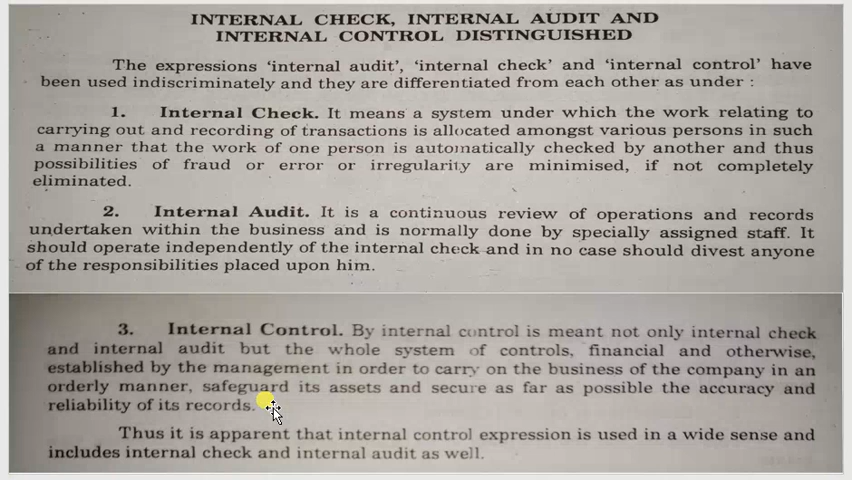 INTERNAL CHECK, INTERNAL AUDIT AND
INTERNAL CONTROL DISTINGUISHED
The expressions ‘internal audit’, ‘internal check’ and ‘internal control’ have
been used indiscriminately and they are differentiated from each other as under :
1. Internal Check. It means a system under which the work relating to
carrying out and recording of transactions is allocated amongst various persons in such
a manner that the work of one person is automatically checked by another and thus
possibilities of fraud or error or irregularity are minimised, if not completely
eliminated.
2. Internal Audit. It is a continuous review of operations and records
undertaken within the business and is normally done by specially assigned staff. It
should operate independently of the internal check and in no case should divest anyone
of the responsibilities placed upon him.
3. Internal Control. By internal control is meant not only internal check
and internal audit but the whole system of controls, financial and otherwise,
established by the management in order to carry on the business of the company in an
orderly manner, safeguard its assets and secure as far as possible the accuracy and
reliability of its records.
Thus it is apparent that internal control expression is used in a wide sense and
includes internal check and internal audit as well.